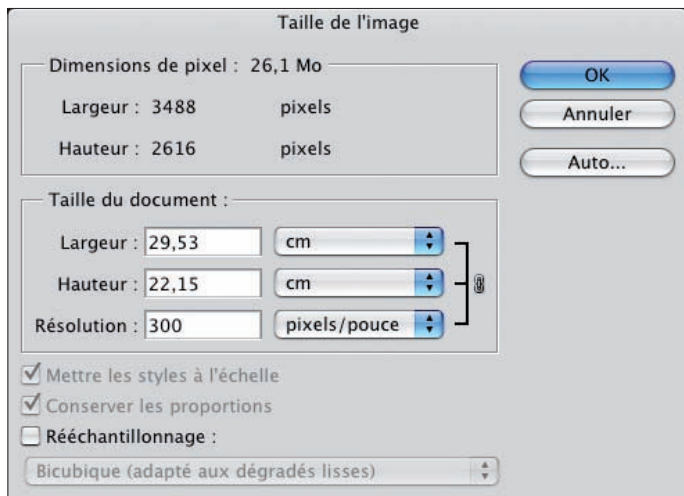 Taille de l'image
Dimensions de pixel : 26,1 Mo
Largeur : 3488 pixels
Hauteur : 2616 pixels
OK
Annuler
Auto...
Taille du document :
Largeur : 29,53 cm
Hauteur : 22,15 cm
Résolution : 300 pixels/pouce
Mettre les styles à l'échelle
Conserver les proportions
Rééchantillonnage :
Bicubique (adapté aux dégradés lisses)